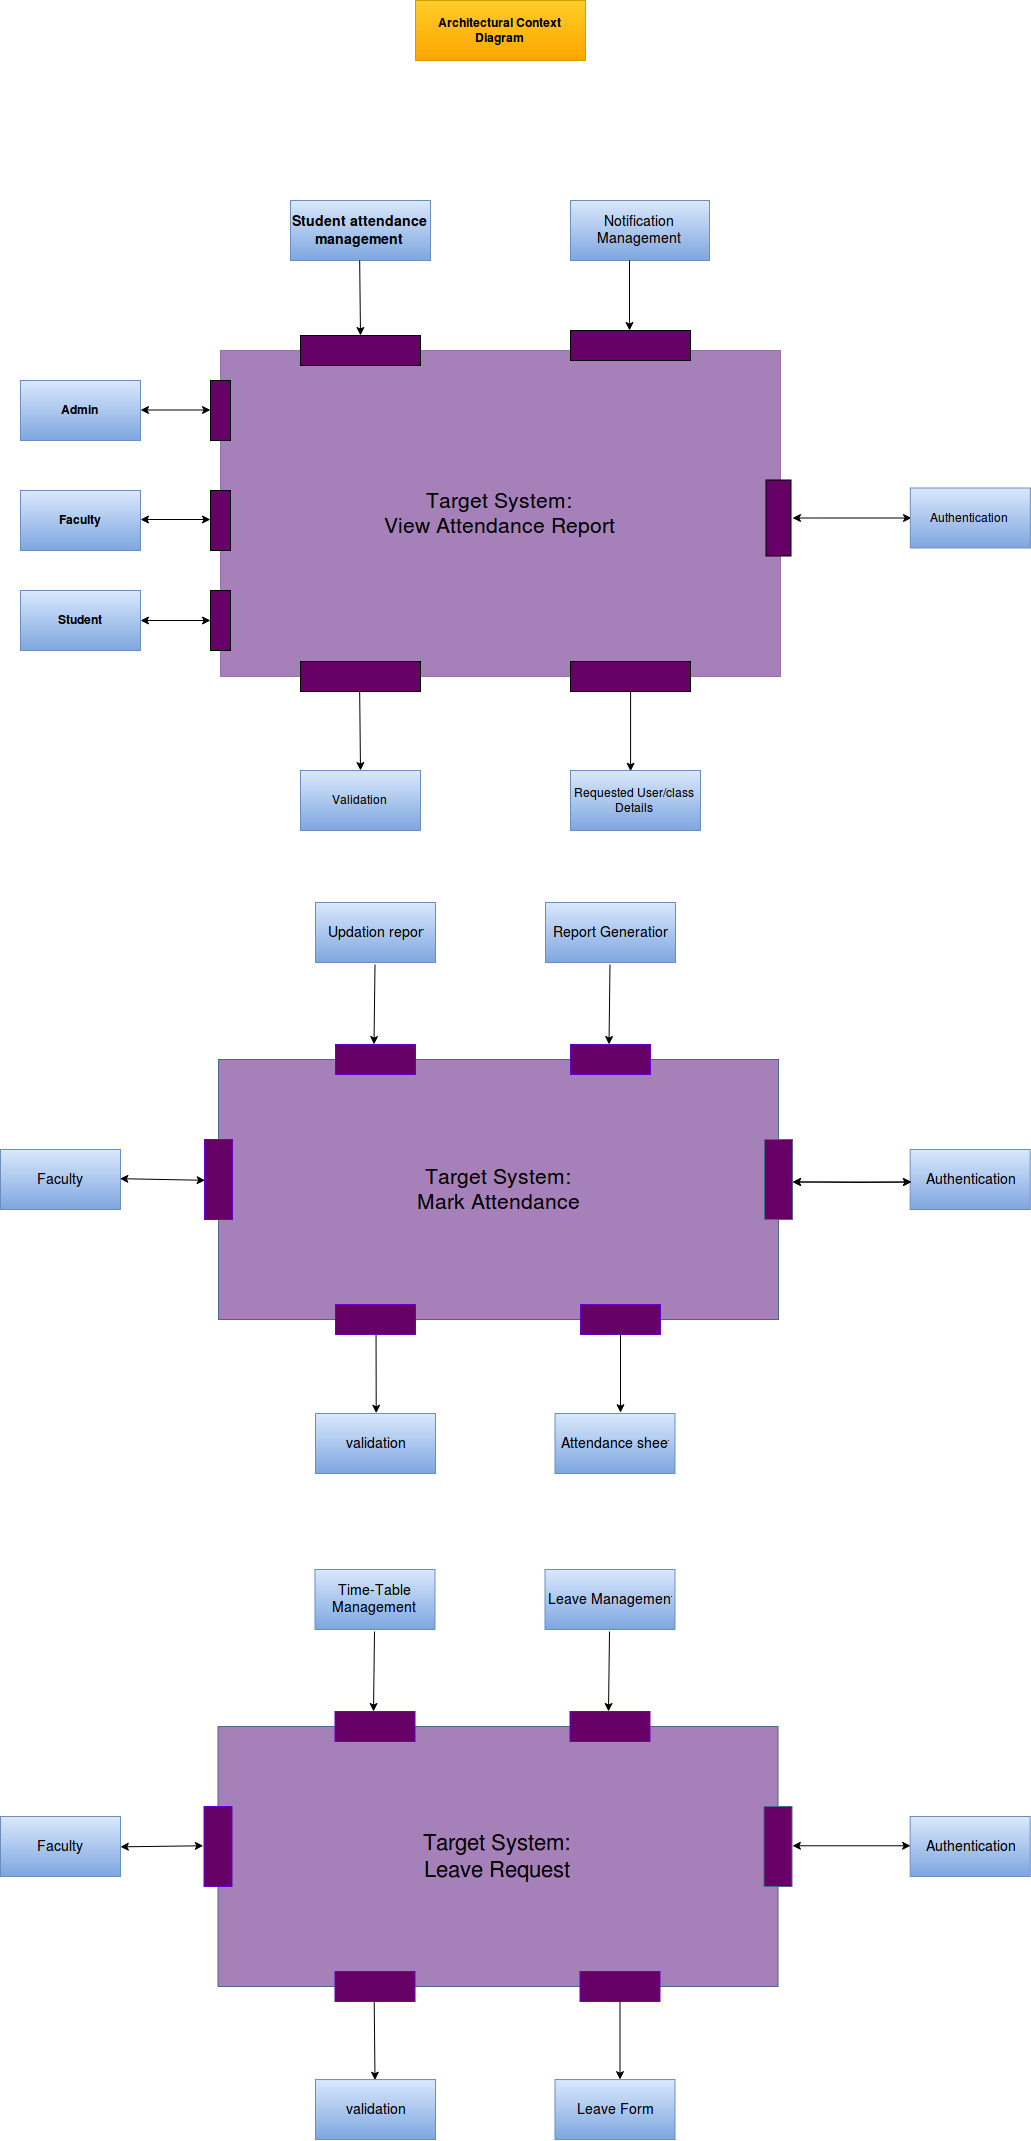 Architectural Context
Diagram
Student attendance
management
Notification
Management
Admin
Faculty
Student
Target System:
View Attendance Report
Authentication
Validation
Requested User/class
Details
Updation repor
Report Generation
Faculty
Target System:
Mark Attendance
Authentication
validation
Attendance shee
Time-Table
Management
Leave Managemen
Faculty
Target System:
Leave Request
Authentication
validation
Leave Form